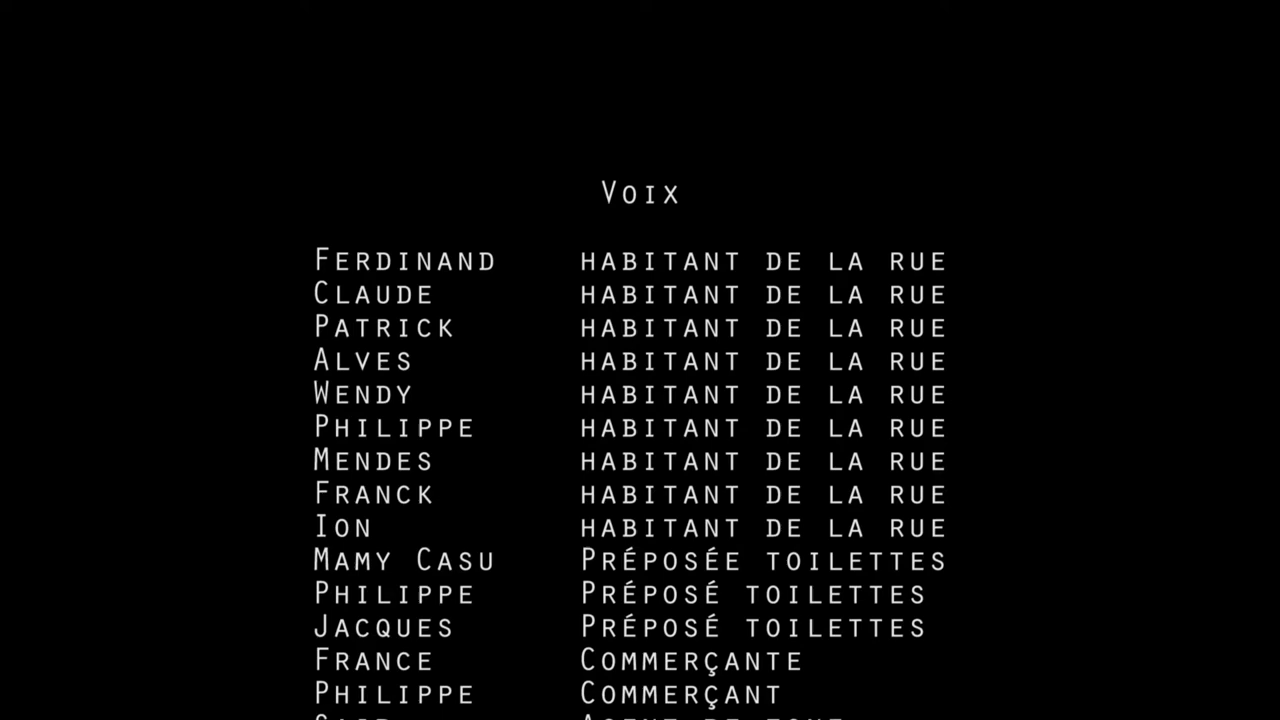 Voix
Ferdinand habitant de la rue
Claude habitant de la rue
Patrick habitant de la rue
Alves habitant de la rue
Wendy habitant de la rue
Philippe habitant de la rue
Mendes habitant de la rue
Franck habitant de la rue
Ion habitant de la rue
Mamy Casu Préposée toilettes
Philippe Préposé toilettes
Jacques Préposé toilettes
France Commerçante
Philippe Commerçant